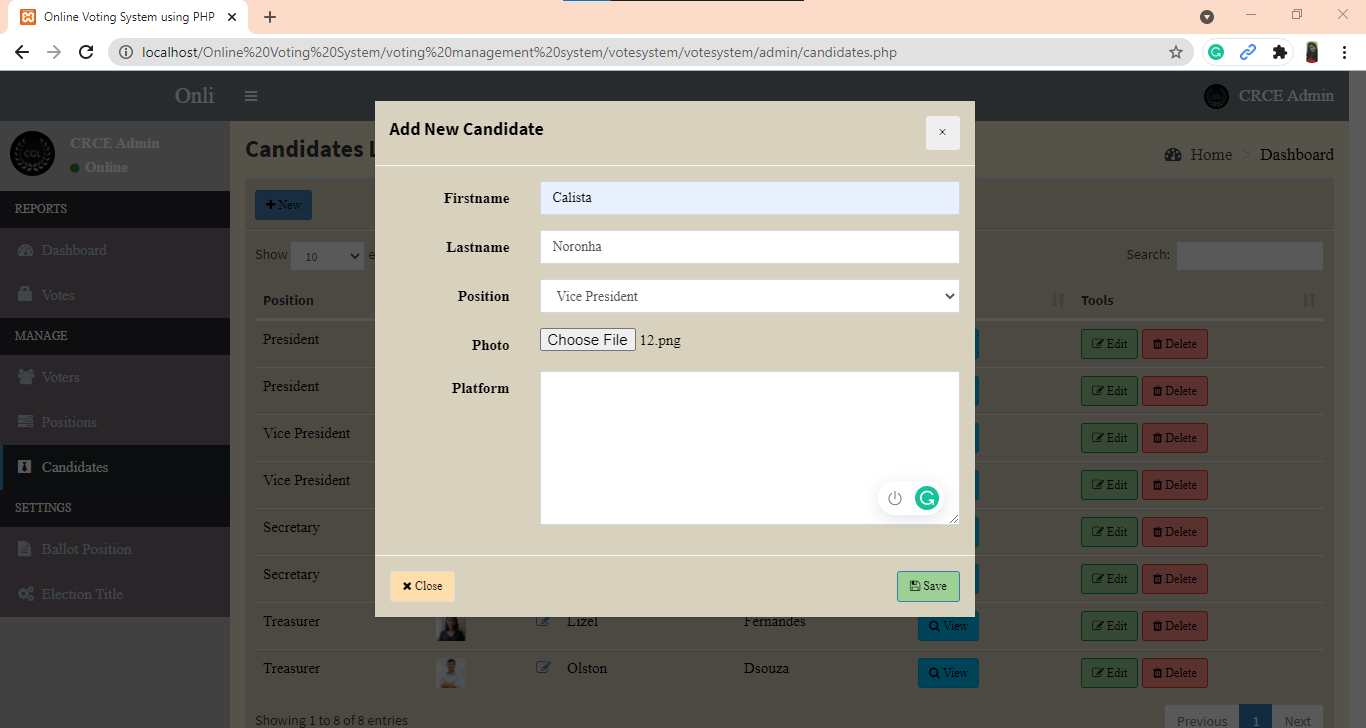 Online Voting System using PHP
localhost/Online%20Voting%20System/voting%20management%20system/votesystem/votesystem/admin/candidates.php
Onli
CRCE Admin
CGL
CRCE Admin
Online
REPORTS
Dashboard
Votes
MANAGE
Voters
Positions
Candidates
SETTINGS
Ballot Position
Election Title
Candidates L
Home > Dashboard
New
Show 10 e
Search:
Position
Tools
President
Edit
Delete
President
Edit
Delete
Vice President
Edit
Delete
Vice President
Edit
Delete
Secretary
Edit
Delete
Secretary
Edit
Delete
Treasurer
Lizel
Fernandes
View
Edit
Delete
Treasurer
Olston
Dsouza
View
Edit
Delete
Showing 1 to 8 of 8 entries
Previous
1
Next
Add New Candidate
×
Firstname
Calista
Lastname
Noronha
Position
Vice President
Photo
Choose File 12.png
Platform
Close
Save